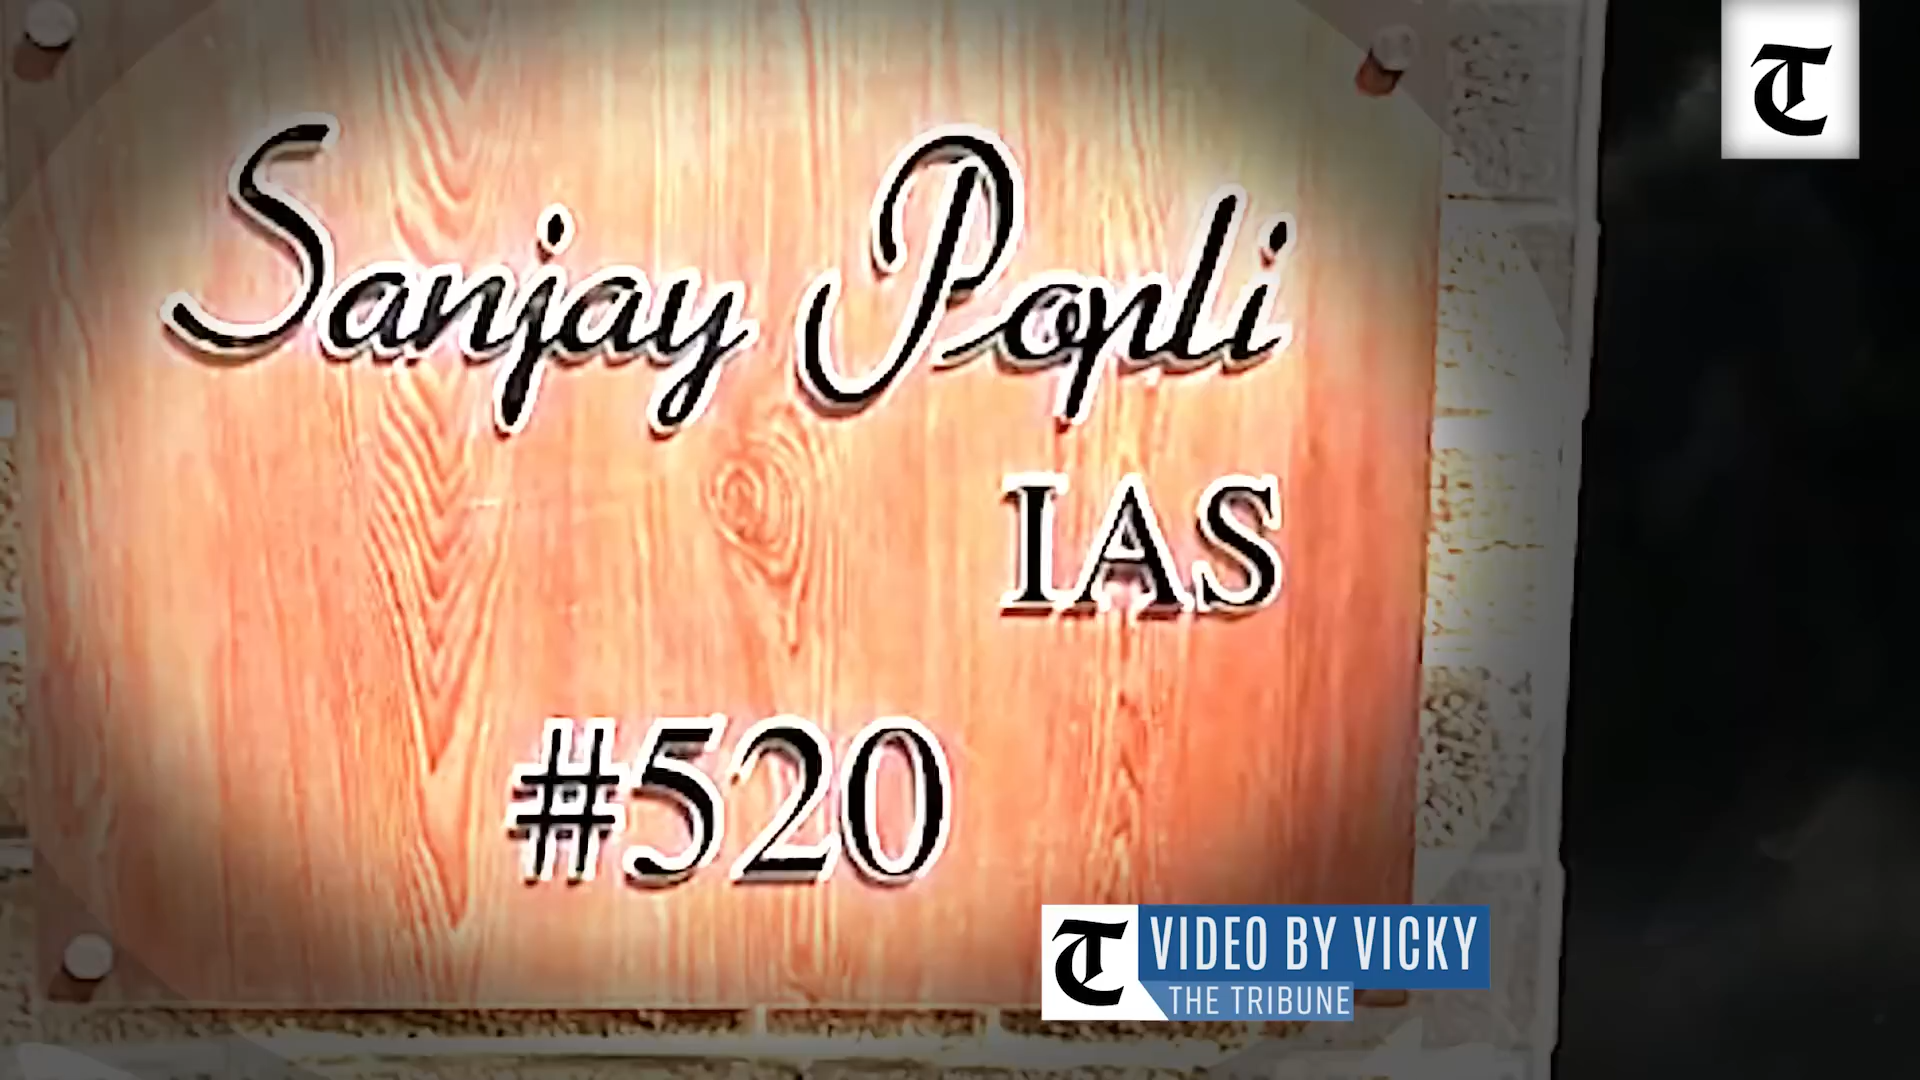 T
Sanjay Popli
IAS
#520
T
VIDEO BY VICKY
THE TRIBUNE